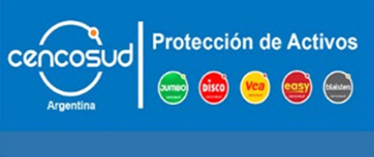 cencosud
Argentina
Protección de Activos
JUMBO
DISCO
Vea
easy
blaisten